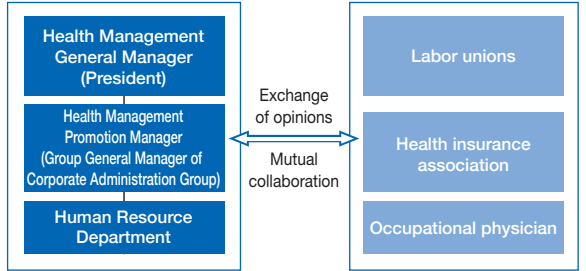 Health Management
General Manager
(President)
Health Management
Promotion Manager
(Group General Manager of
Corporate Administration Group)
Human Resource
Department
Exchange
of opinions
Mutual
collaboration
Labor unions
Health insurance
association
Occupational physician